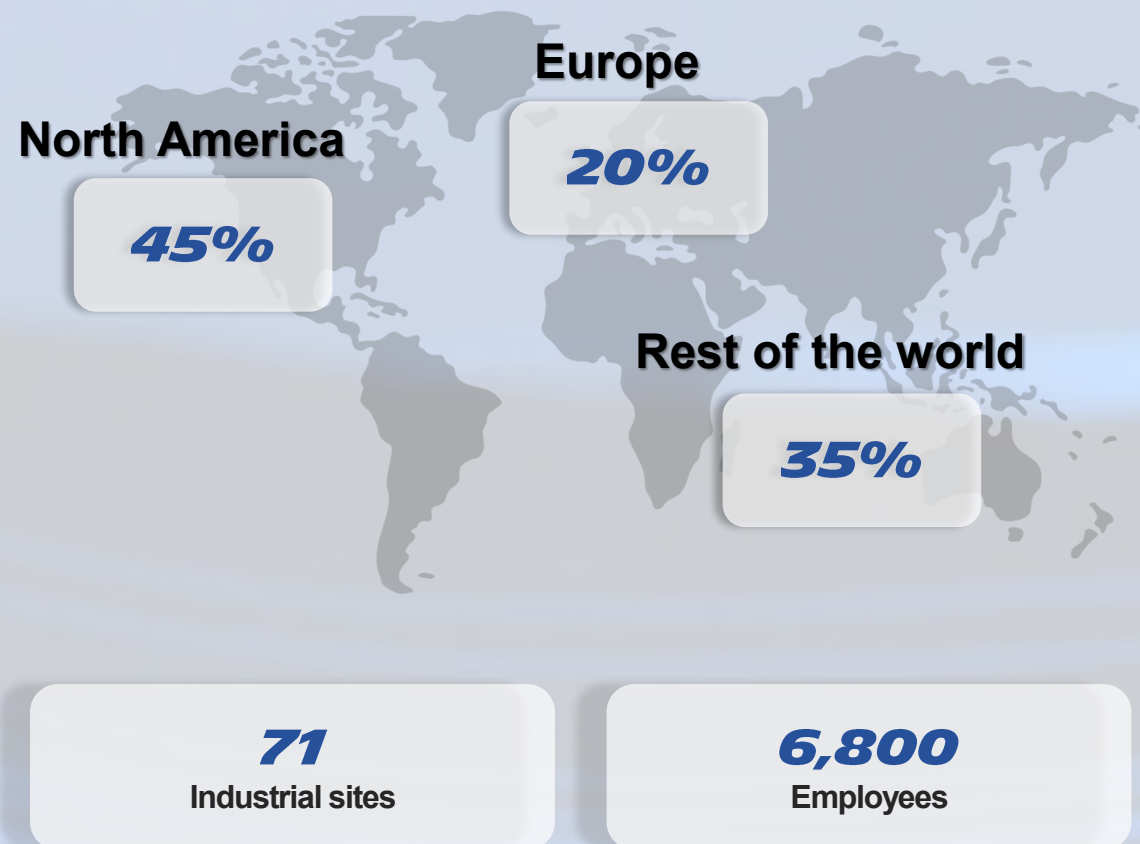 Europe
20%
North America
45%
Rest of the world
35%
71
Industrial sites
6,800
Employees